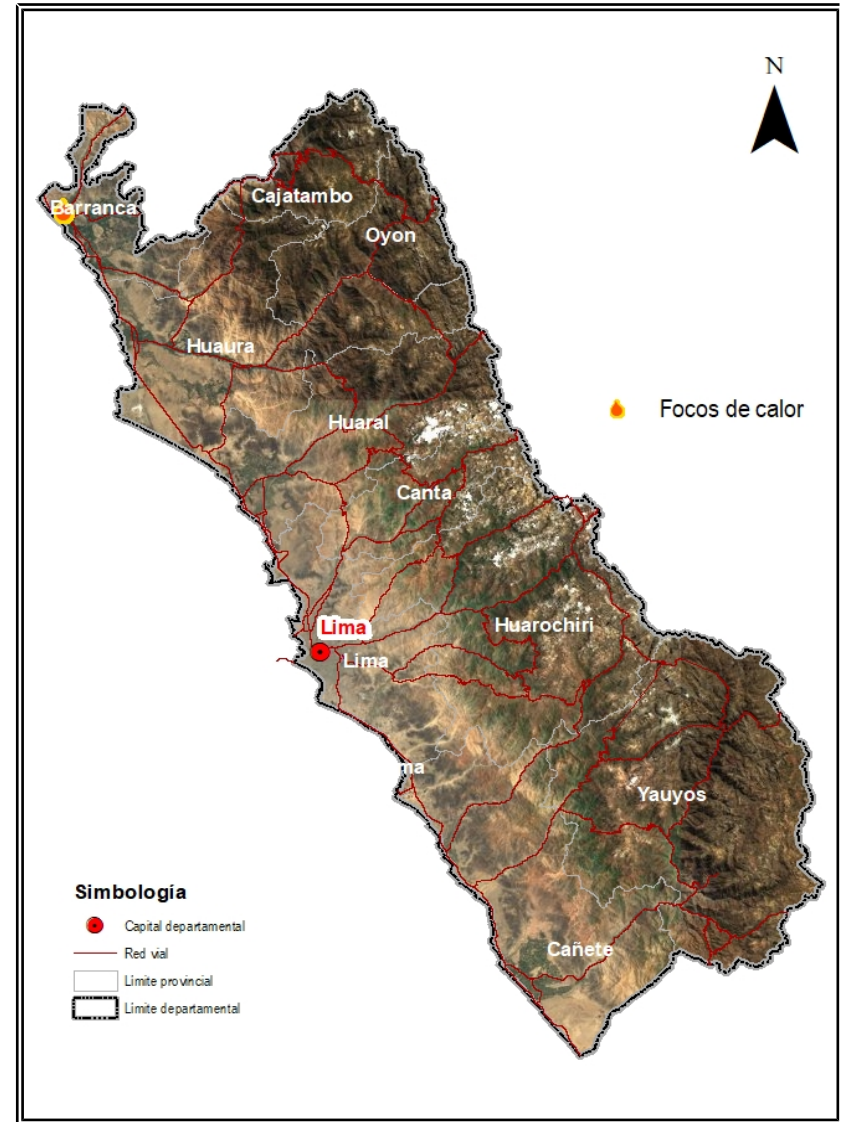 N
Cajatambo
Barranca
Oyon
Huaura
Focos de calor
Huaral
Canta
Lima
Huarochiri
Lima
ma
Yauyos
Simbología
Capital departamental
Red vial
Límite provincial
Límite departamental
Cañete